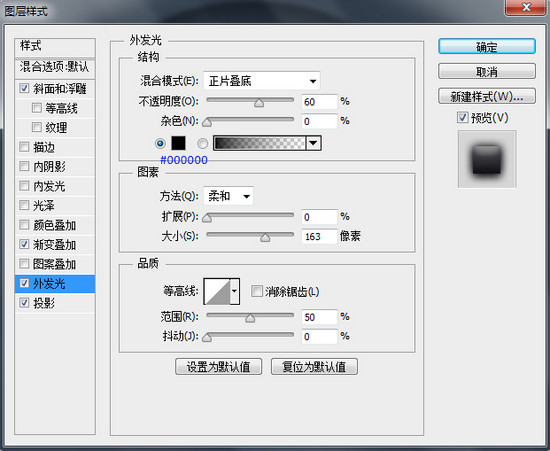 图层样式
样式
混合选项:默认
斜面和浮雕
等高线
纹理
描边
内阴影
内发光
光泽
颜色叠加
渐变叠加
图案叠加
外发光
投影
外发光
结构
混合模式(E): 正片叠底
不透明度(O): 60 %
杂色(N): 0 %
#000000
图素
方法(Q): 柔和
扩展(P): 0 %
大小(S): 163 像素
品质
等高线: 消除锯齿(L)
范围(R): 50 %
抖动(J): 0 %
设置为默认值 复位为默认值
确定
取消
新建样式(W)...
预览(V)